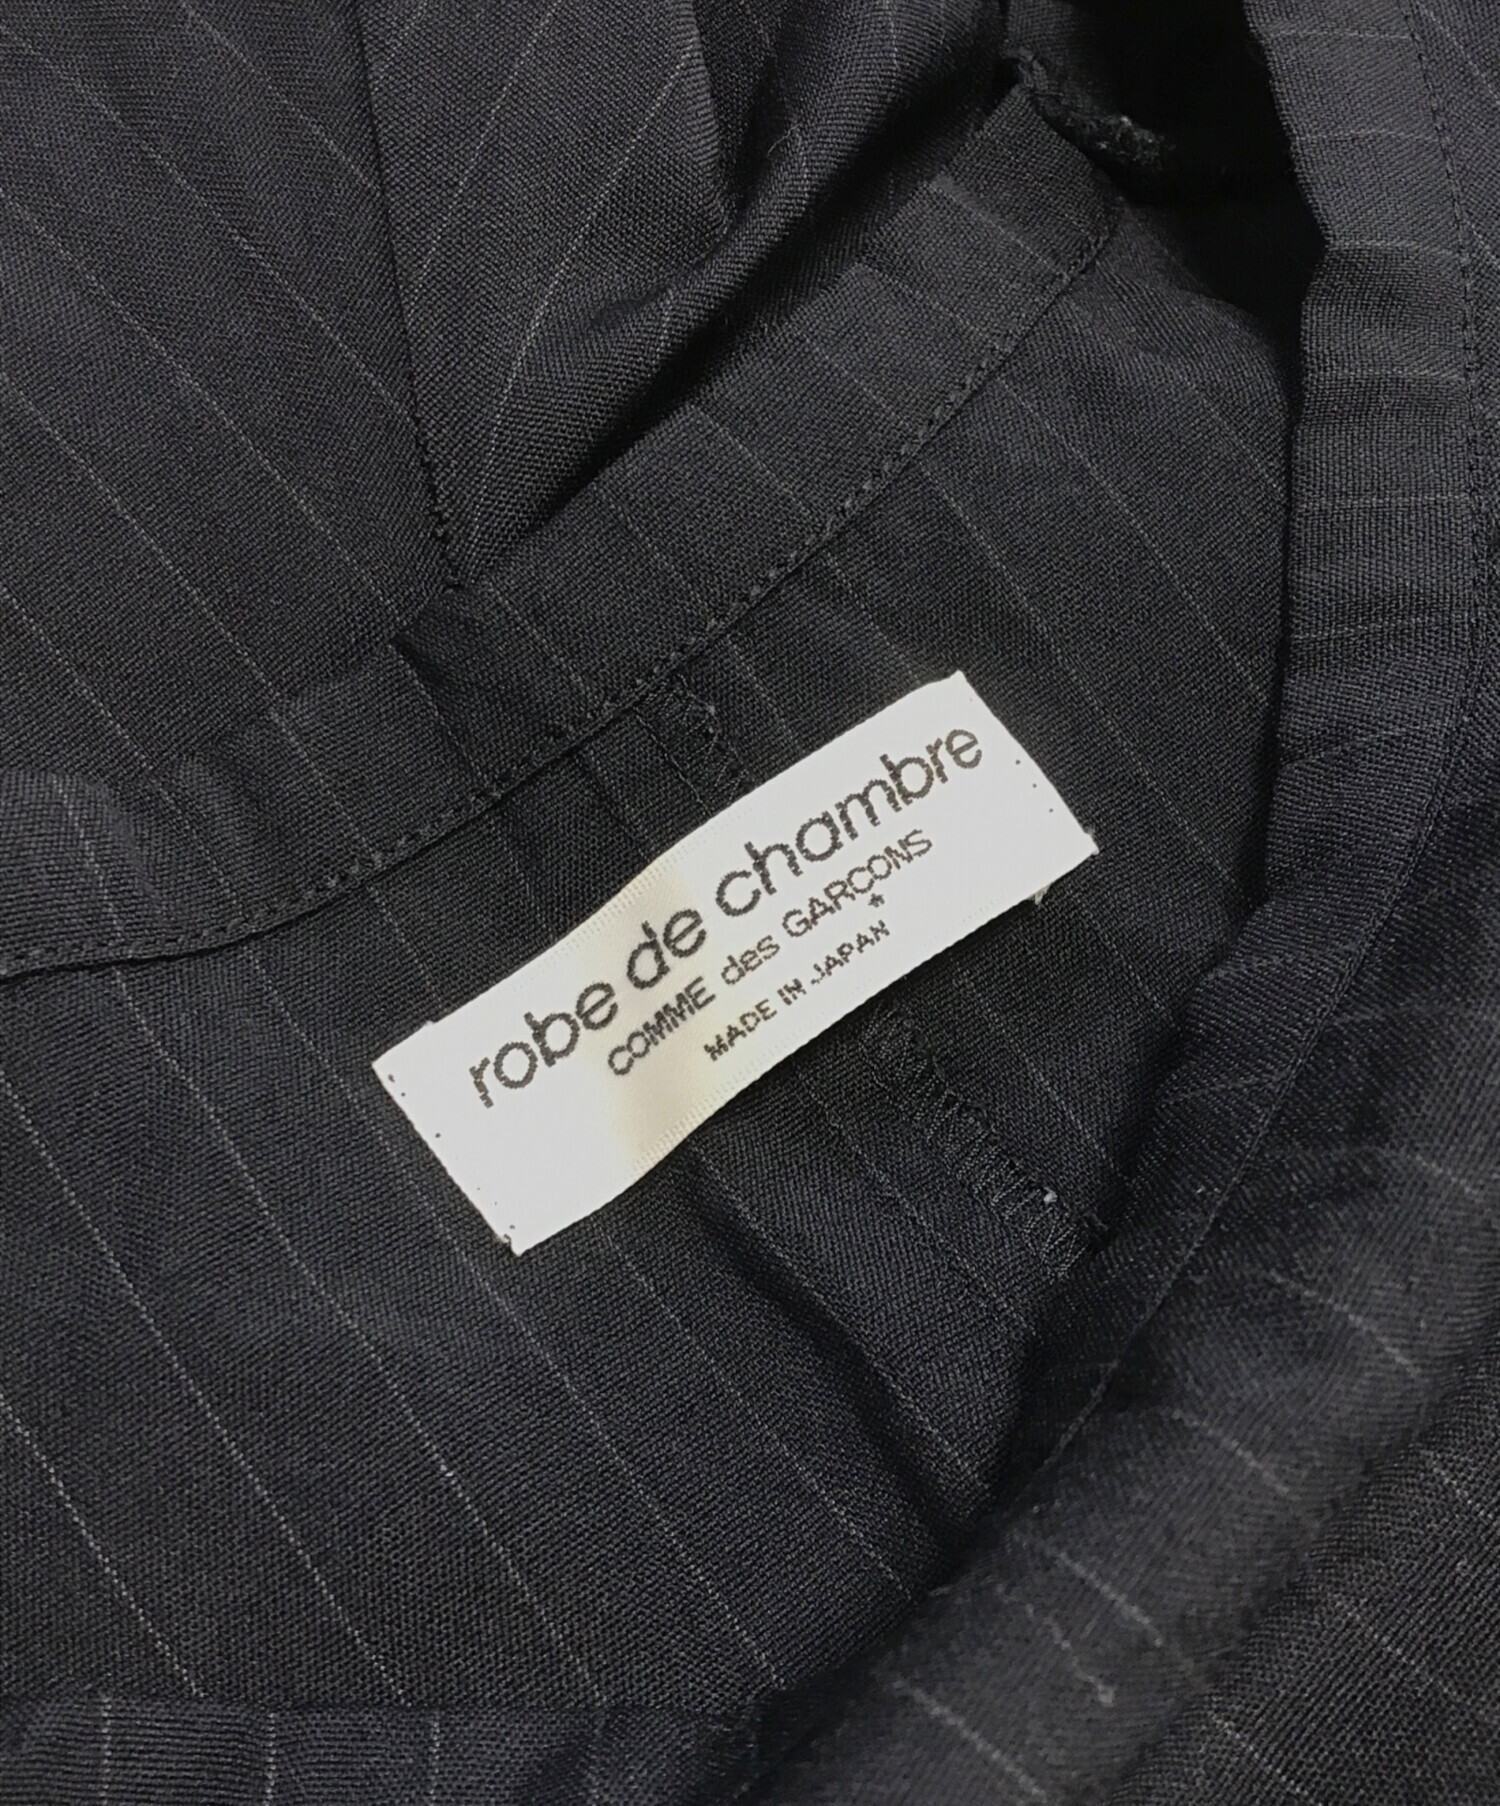 robe de chambre
COMME des GARÇONS
*
MADE IN JAPAN